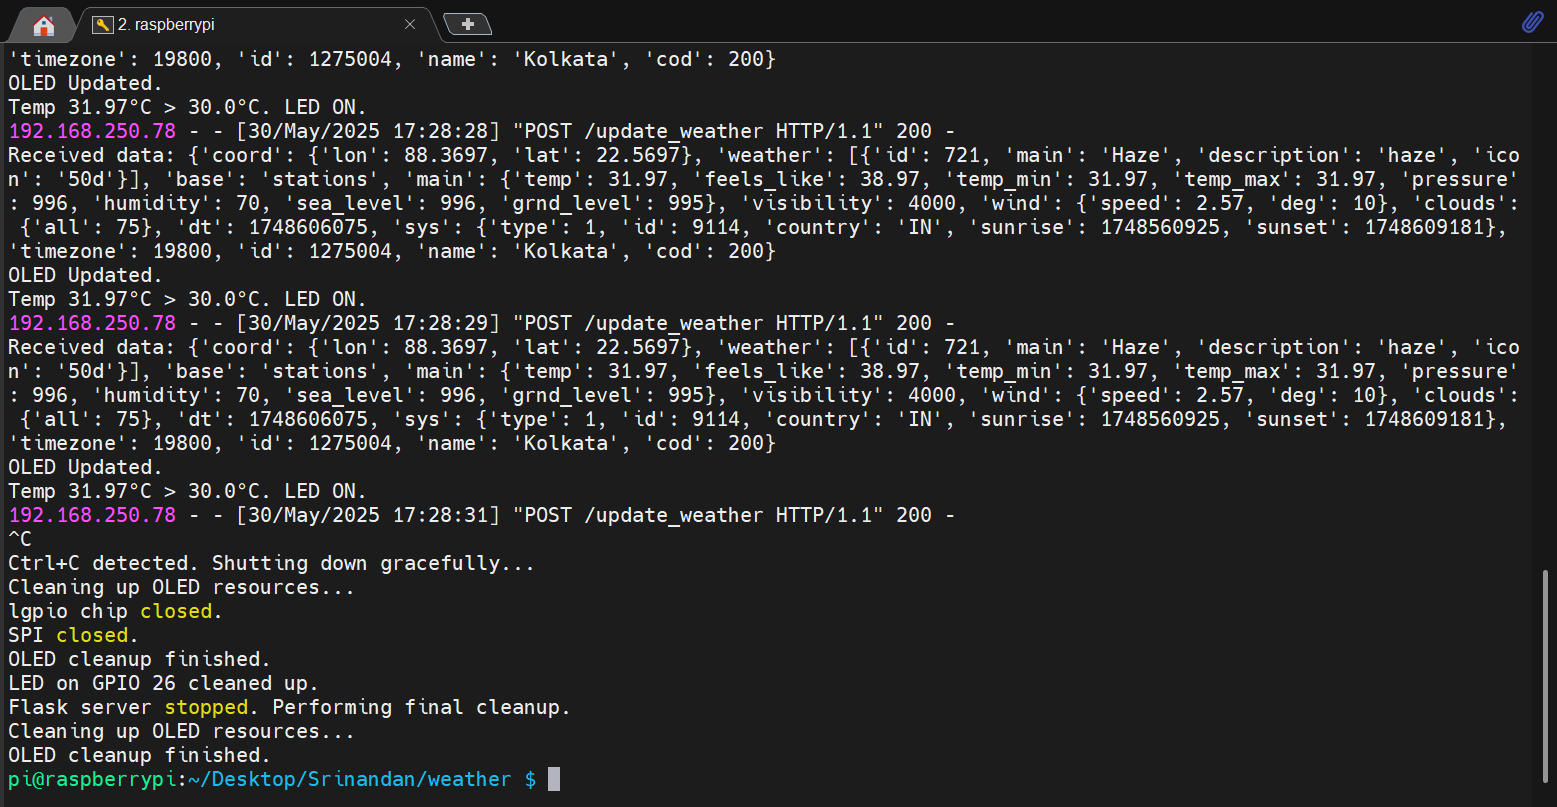 2. raspberrypi
'timezone': 19800, 'id': 1275004, 'name': 'Kolkata', 'cod': 200}
OLED Updated.
Temp 31.97°C > 30.0°C. LED ON.
192.168.250.78 - - [30/May/2025 17:28:28] "POST /update_weather HTTP/1.1" 200 -
Received data: {'coord': {'lon': 88.3697, 'lat': 22.5697}, 'weather': [{'id': 721, 'main': 'Haze', 'description': 'haze', 'ico
n': '50d'}], 'base': 'stations', 'main': {'temp': 31.97, 'feels_like': 38.97, 'temp_min': 31.97, 'temp_max': 31.97, 'pressure'
: 996, 'humidity': 70, 'sea_level': 996, 'grnd_level': 995}, 'visibility': 4000, 'wind': {'speed': 2.57, 'deg': 10}, 'clouds':
 {'all': 75}, 'dt': 1748606075, 'sys': {'type': 1, 'id': 9114, 'country': 'IN', 'sunrise': 1748560925, 'sunset': 1748609181},
'timezone': 19800, 'id': 1275004, 'name': 'Kolkata', 'cod': 200}
OLED Updated.
Temp 31.97°C > 30.0°C. LED ON.
192.168.250.78 - - [30/May/2025 17:28:29] "POST /update_weather HTTP/1.1" 200 -
Received data: {'coord': {'lon': 88.3697, 'lat': 22.5697}, 'weather': [{'id': 721, 'main': 'Haze', 'description': 'haze', 'ico
n': '50d'}], 'base': 'stations', 'main': {'temp': 31.97, 'feels_like': 38.97, 'temp_min': 31.97, 'temp_max': 31.97, 'pressure'
: 996, 'humidity': 70, 'sea_level': 996, 'grnd_level': 995}, 'visibility': 4000, 'wind': {'speed': 2.57, 'deg': 10}, 'clouds':
 {'all': 75}, 'dt': 1748606075, 'sys': {'type': 1, 'id': 9114, 'country': 'IN', 'sunrise': 1748560925, 'sunset': 1748609181},
'timezone': 19800, 'id': 1275004, 'name': 'Kolkata', 'cod': 200}
OLED Updated.
Temp 31.97°C > 30.0°C. LED ON.
192.168.250.78 - - [30/May/2025 17:28:31] "POST /update_weather HTTP/1.1" 200 -
^C
Ctrl+C detected. Shutting down gracefully...
Cleaning up OLED resources...
lgpio chip closed.
SPI closed.
OLED cleanup finished.
LED on GPIO 26 cleaned up.
Flask server stopped. Performing final cleanup.
Cleaning up OLED resources...
OLED cleanup finished.
pi@raspberrypi:~/Desktop/Srinandan/weather $